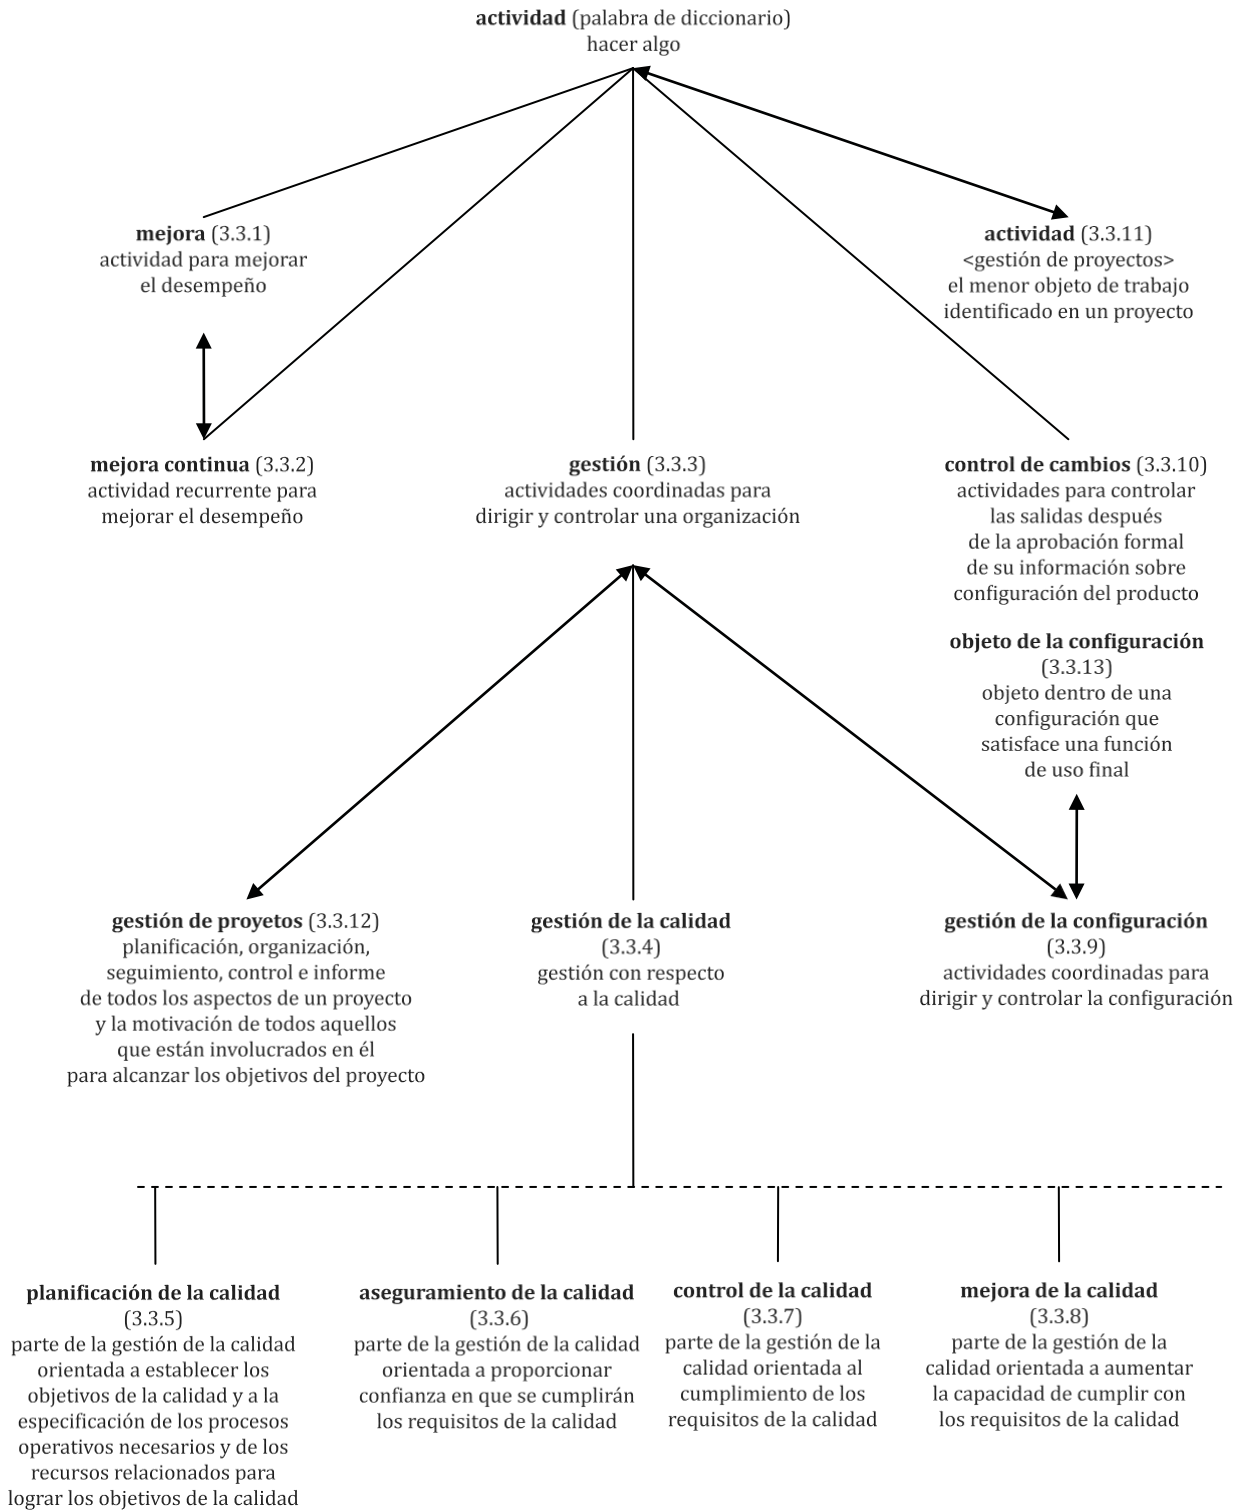 actividad (palabra de diccionario)
hacer algo
mejora (3.3.1)
actividad para mejorar
el desempeño
actividad (3.3.11)
<gestión de proyectos>
el menor objeto de trabajo
identificado en un proyecto
mejora continua (3.3.2)
actividad recurrente para
mejorar el desempeño
gestión (3.3.3)
actividades coordinadas para
dirigir y controlar una organización
control de cambios (3.3.10)
actividades para controlar
las salidas después
de la aprobación formal
de su información sobre
configuración del producto
objeto de la configuración
(3.3.13)
objeto dentro de una
configuración que
satisface una función
de uso final
gestión de proyetos (3.3.12)
planificación, organización,
seguimiento, control e informe
de todos los aspectos de un proyecto
y la motivación de todos aquellos
que están involucrados en él
para alcanzar los objetivos del proyecto
gestión de la calidad
(3.3.4)
gestión con respecto
a la calidad
gestión de la configuración
(3.3.9)
actividades coordinadas para
dirigir y controlar la configuración
planificación de la calidad
(3.3.5)
parte de la gestión de la calidad
orientada a establecer los
objetivos de la calidad y a la
especificación de los procesos
operativos necesarios y de los
recursos relacionados para
lograr los objetivos de la calidad
aseguramiento de la calidad
(3.3.6)
parte de la gestión de la calidad
orientada a proporcionar
confianza en que se cumplirán
los requisitos de la calidad
control de la calidad
(3.3.7)
parte de la gestión de la
calidad orientada al
cumplimiento de los
requisitos de la calidad
mejora de la calidad
(3.3.8)
parte de la gestión de la
calidad orientada a aumentar
la capacidad de cumplir con
los requisitos de la calidad